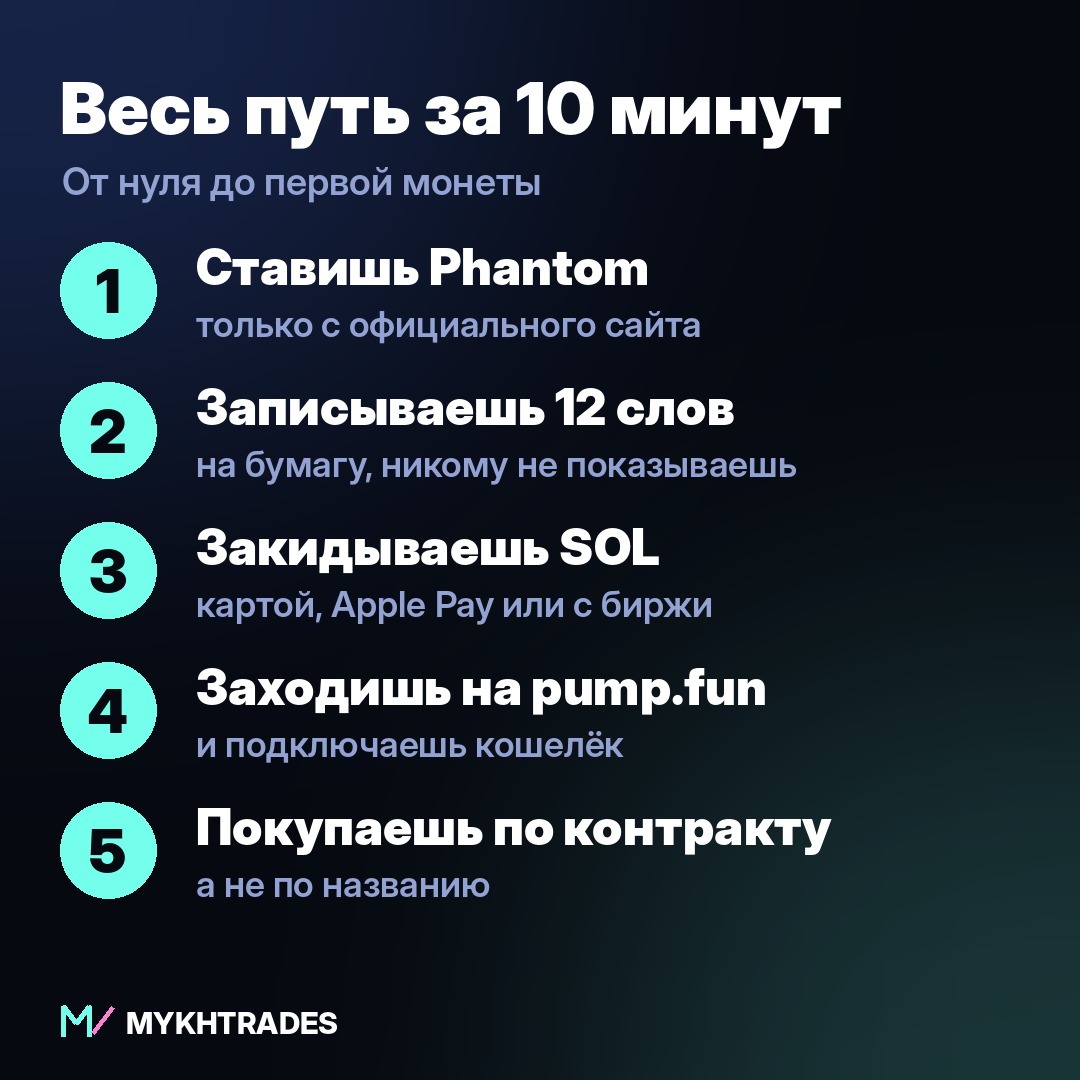 Весь путь за 10 минут
От нуля до первой монеты
1
Ставишь Phantom
только с официального сайта
2
Записываешь 12 слов
на бумагу, никому не показываешь
3
Закидываешь SOL
картой, Apple Pay или с биржи
4
Заходишь на pump.fun
и подключаешь кошелёк
5
Покупаешь по контракту
а не по названию
M/ MYKHTRADES